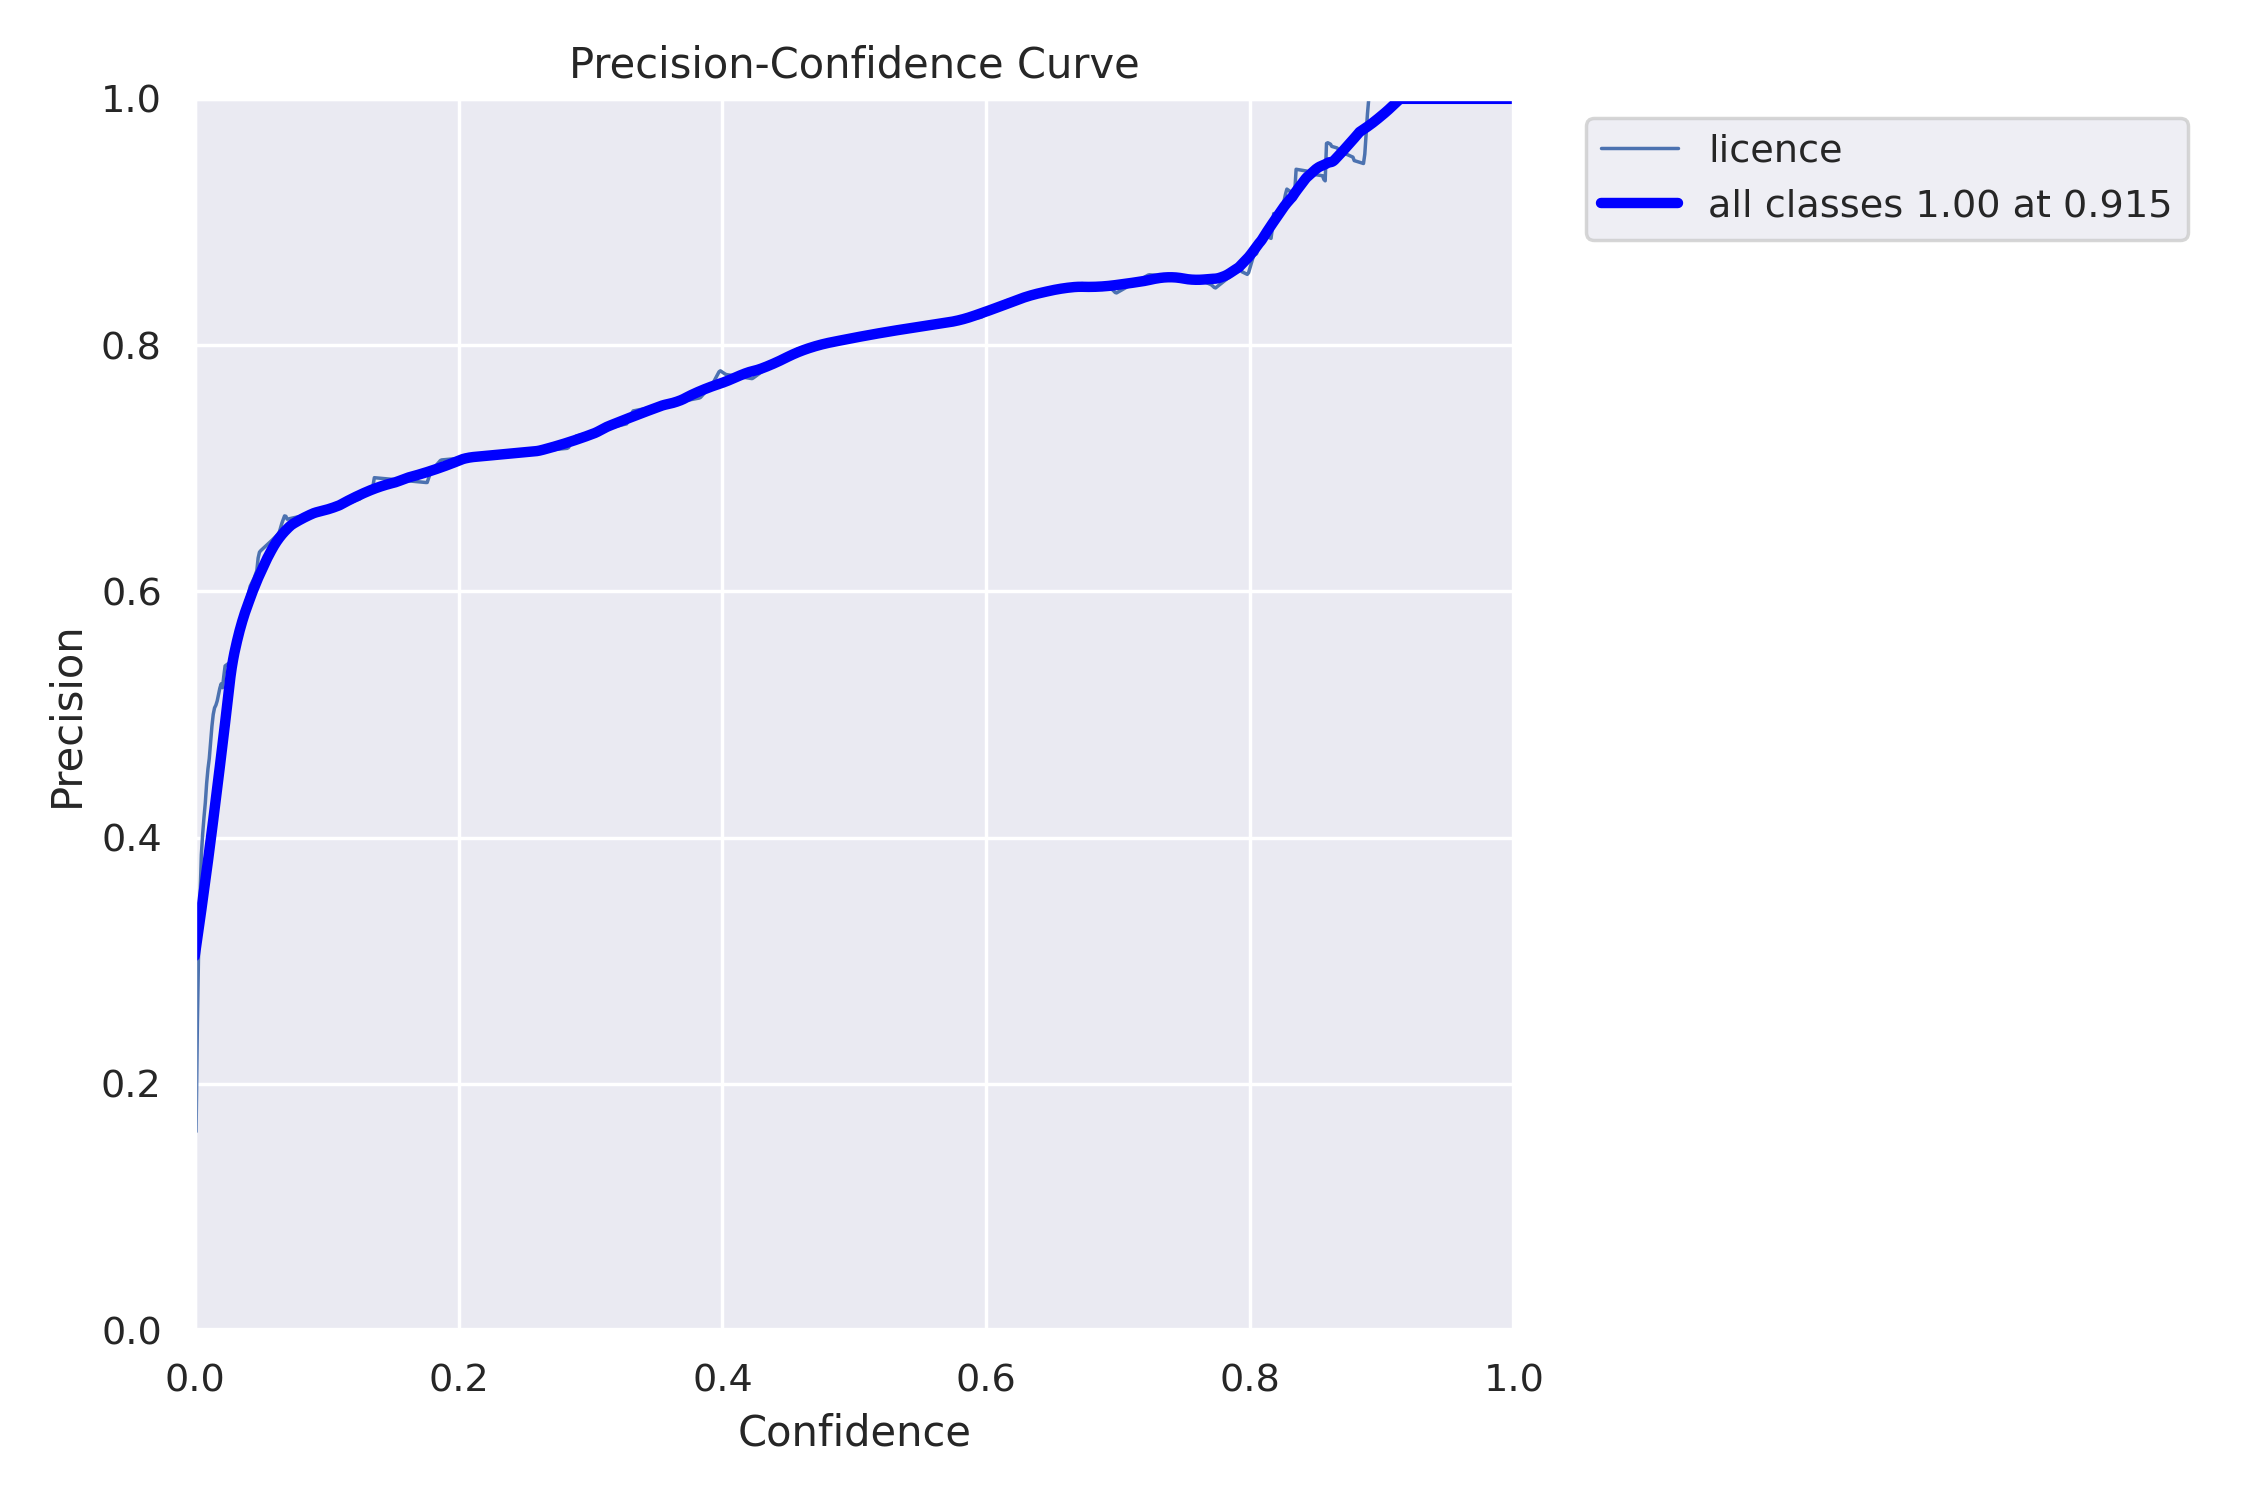 Precision-Confidence Curve
1.0
0.8
0.6
0.4
0.2
0.0
Precision
0.0 0.2 0.4 0.6 0.8 1.0
Confidence
licence
all classes 1.00 at 0.915